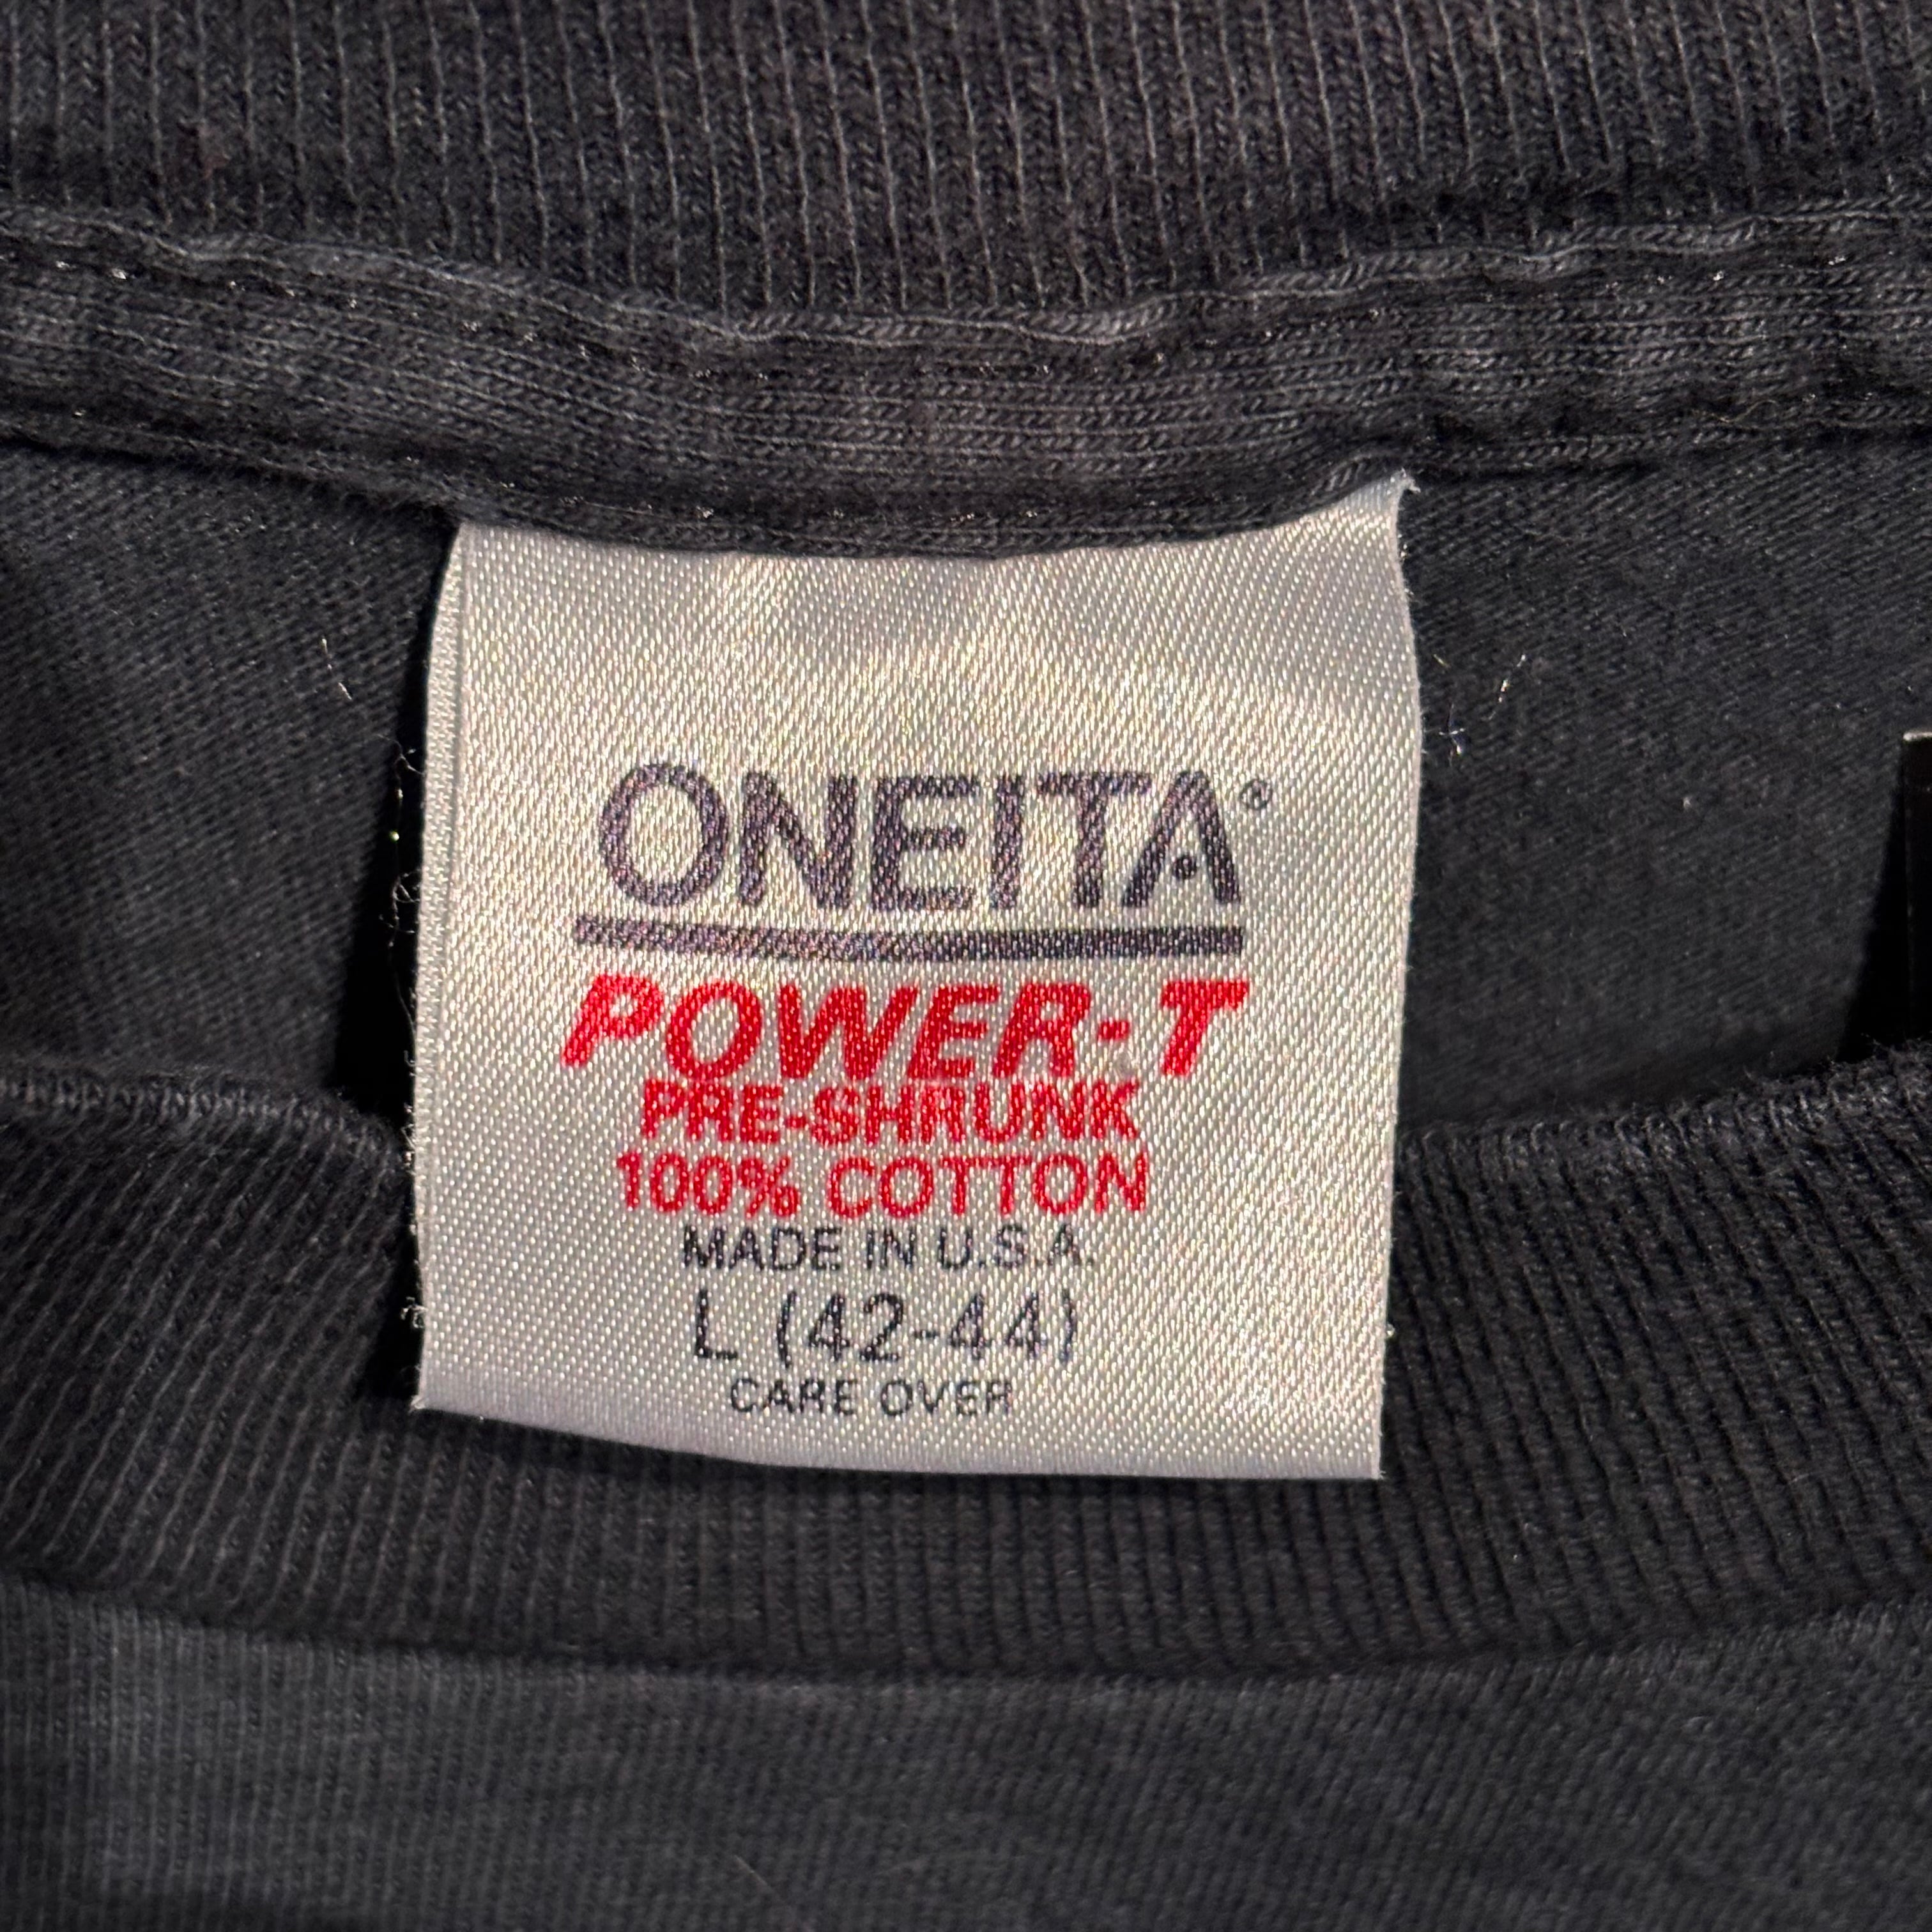 ONEITA®
POWER-T
PRE-SHRUNK
100% COTTON
MADE IN U.S.A.
L (42-44)
CARE OVER